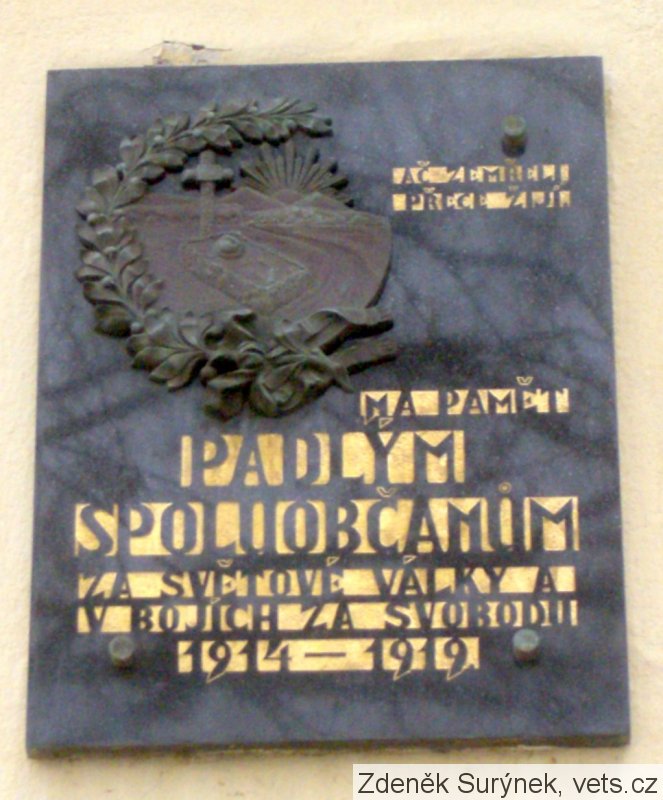 AČ ZEMŘELI
PŘECE ŽIJÍ.
NA PAMĚT
PADLÝM
SPOLUOBČANŮM
ZA SVĚTOVÉ VÁLKY A
V BOJÍCH ZA SVOBODU
1914 — 1919.
Zdeněk Surýnek, vets.cz